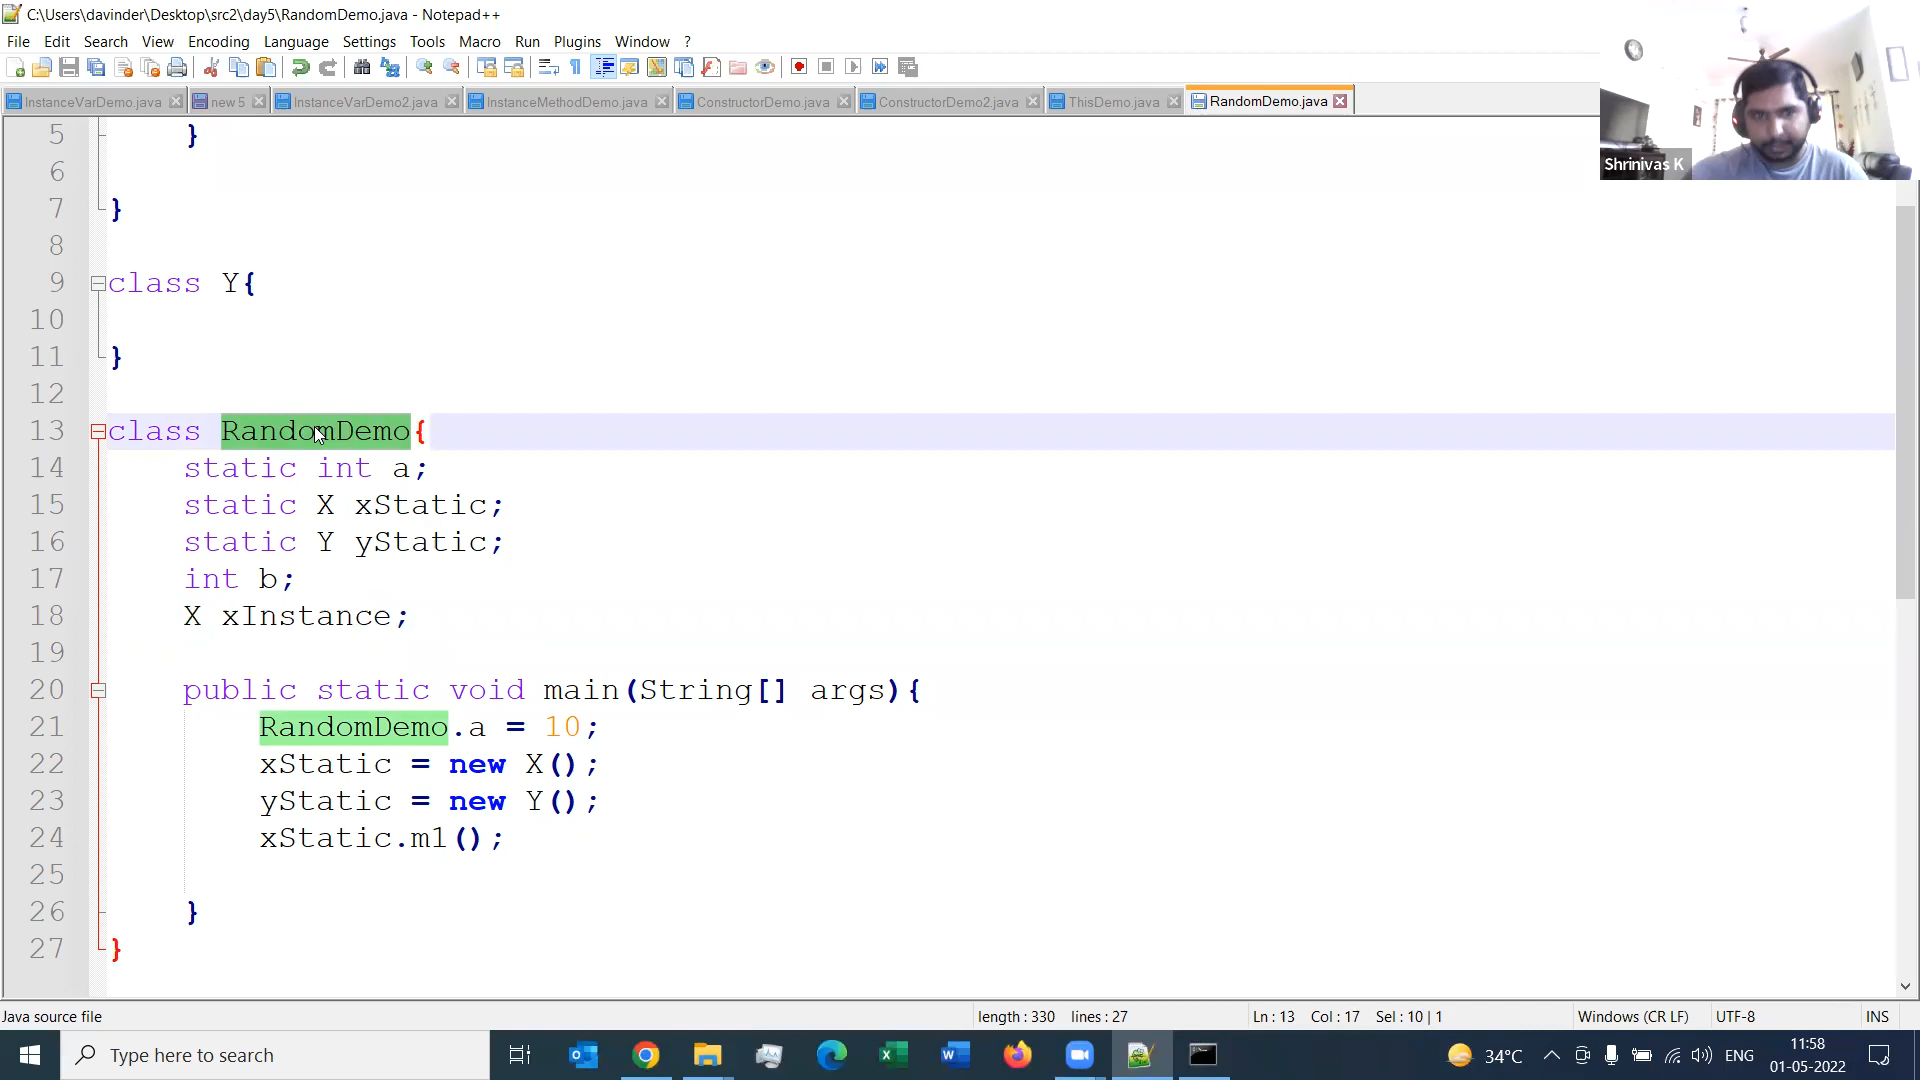 C:\Users\davinder\Desktop\src2\day5\RandomDemo.java - Notepad++
File Edit Search View Encoding Language Settings Tools Macro Run Plugins Window ?
InstanceVarDemo.java new 5 InstanceVarDemo2.java InstanceMethodDemo.java ConstructorDemo.java ConstructorDemo2.java ThisDemo.java RandomDemo.java
Shrinivas K
5 }
6
7 }
8
9 class Y{
10
11 }
12
13 class RandomDemo{
14 static int a;
15 static X xStatic;
16 static Y yStatic;
17 int b;
18 X xInstance;
19
20 public static void main(String[] args){
21 RandomDemo.a = 10;
22 xStatic = new X();
23 yStatic = new Y();
24 xStatic.m1();
25
26 }
27 }
Java source file length : 330 lines : 27 Ln : 13 Col : 17 Sel : 10 | 1 Windows (CR LF) UTF-8 INS
Type here to search 34°C ENG 11:58
01-05-2022